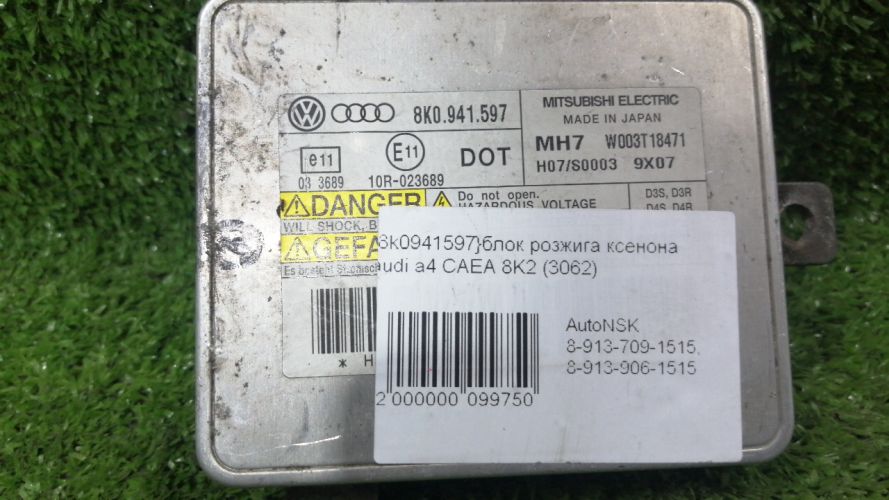 8K0.941.597
MITSUBISHI ELECTRIC
MADE IN JAPAN
MH7 W003T18471
H07/S0003 9X07
e11
E11
DOT
03 3689 10R-023689
DANGER
Do not open.
HAZARDOUS VOLTAGE
D3S, D3R
D4S, D4R
WILL SHOCK,
8k0941597}блок розжига ксенона
audi a4 CAEA 8K2 (3062)
AutoNSK
8-913-709-1515,
8-913-906-1515
* H
2 000000 099750